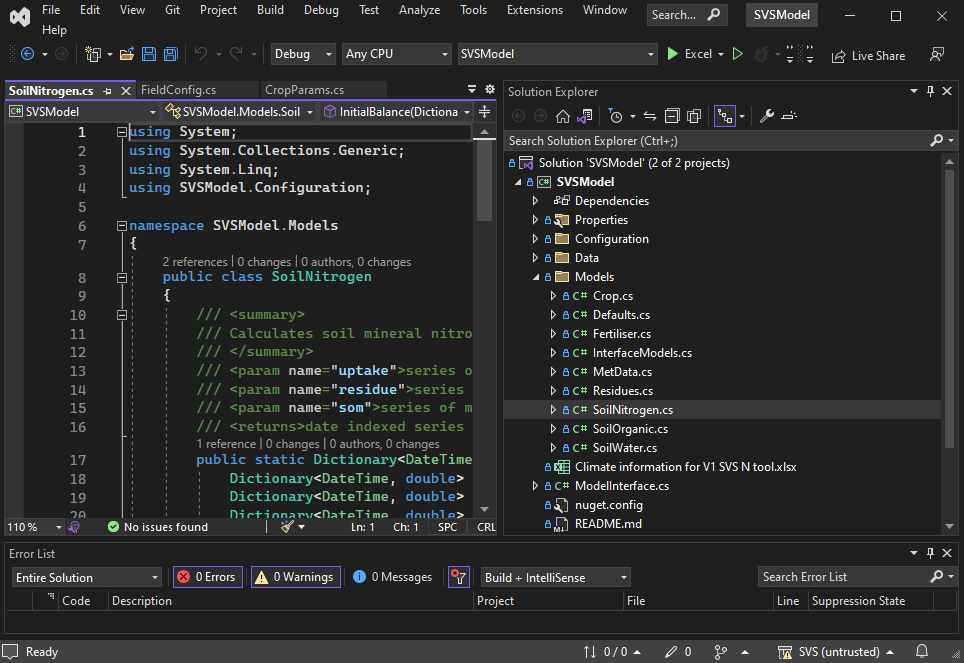 File Edit View Git Project Build Debug Test Analyze Tools Extensions Window Search... SVSModel
Help
Debug Any CPU SVSModel Excel Live Share
SoilNitrogen.cs FieldConfig.cs CropParams.cs
SVSModel SVSModel.Models.Soil InitialBalance(Dictiona
1 using System;
2 using System.Collections.Generic;
3 using System.Linq;
4 using SVSModel.Configuration;
5
6 namespace SVSModel.Models
7 {
2 references | 0 changes | 0 authors, 0 changes
8 public class SoilNitrogen
9 {
10 /// <summary>
11 /// Calculates soil mineral nitro
12 /// </summary>
13 /// <param name="uptake">series o
14 /// <param name="residue">series
15 /// <param name="som">series of m
16 /// <returns>date indexed series
1 reference | 0 changes | 0 authors, 0 changes
17 public static Dictionary<DateTime
18 Dictionary<DateTime, double>
19 Dictionary<DateTime, double>
20 Dictionary<DateTime, double>
110 % No issues found Ln: 1 Ch: 1 SPC CRL
Solution Explorer
Search Solution Explorer (Ctrl+;)
Solution 'SVSModel' (2 of 2 projects)
C# SVSModel
Dependencies
Properties
Configuration
Data
Models
C# Crop.cs
C# Defaults.cs
C# Fertiliser.cs
C# InterfaceModels.cs
C# MetData.cs
C# Residues.cs
C# SoilNitrogen.cs
C# SoilOrganic.cs
C# SoilWater.cs
Climate information for V1 SVS N tool.xlsx
C# ModelInterface.cs
nuget.config
README.md
Error List
Entire Solution 0 Errors 0 Warnings 0 Messages Build + IntelliSense Search Error List
Code Description Project File Line Suppression State
Ready 0 / 0 0 SVS (untrusted)